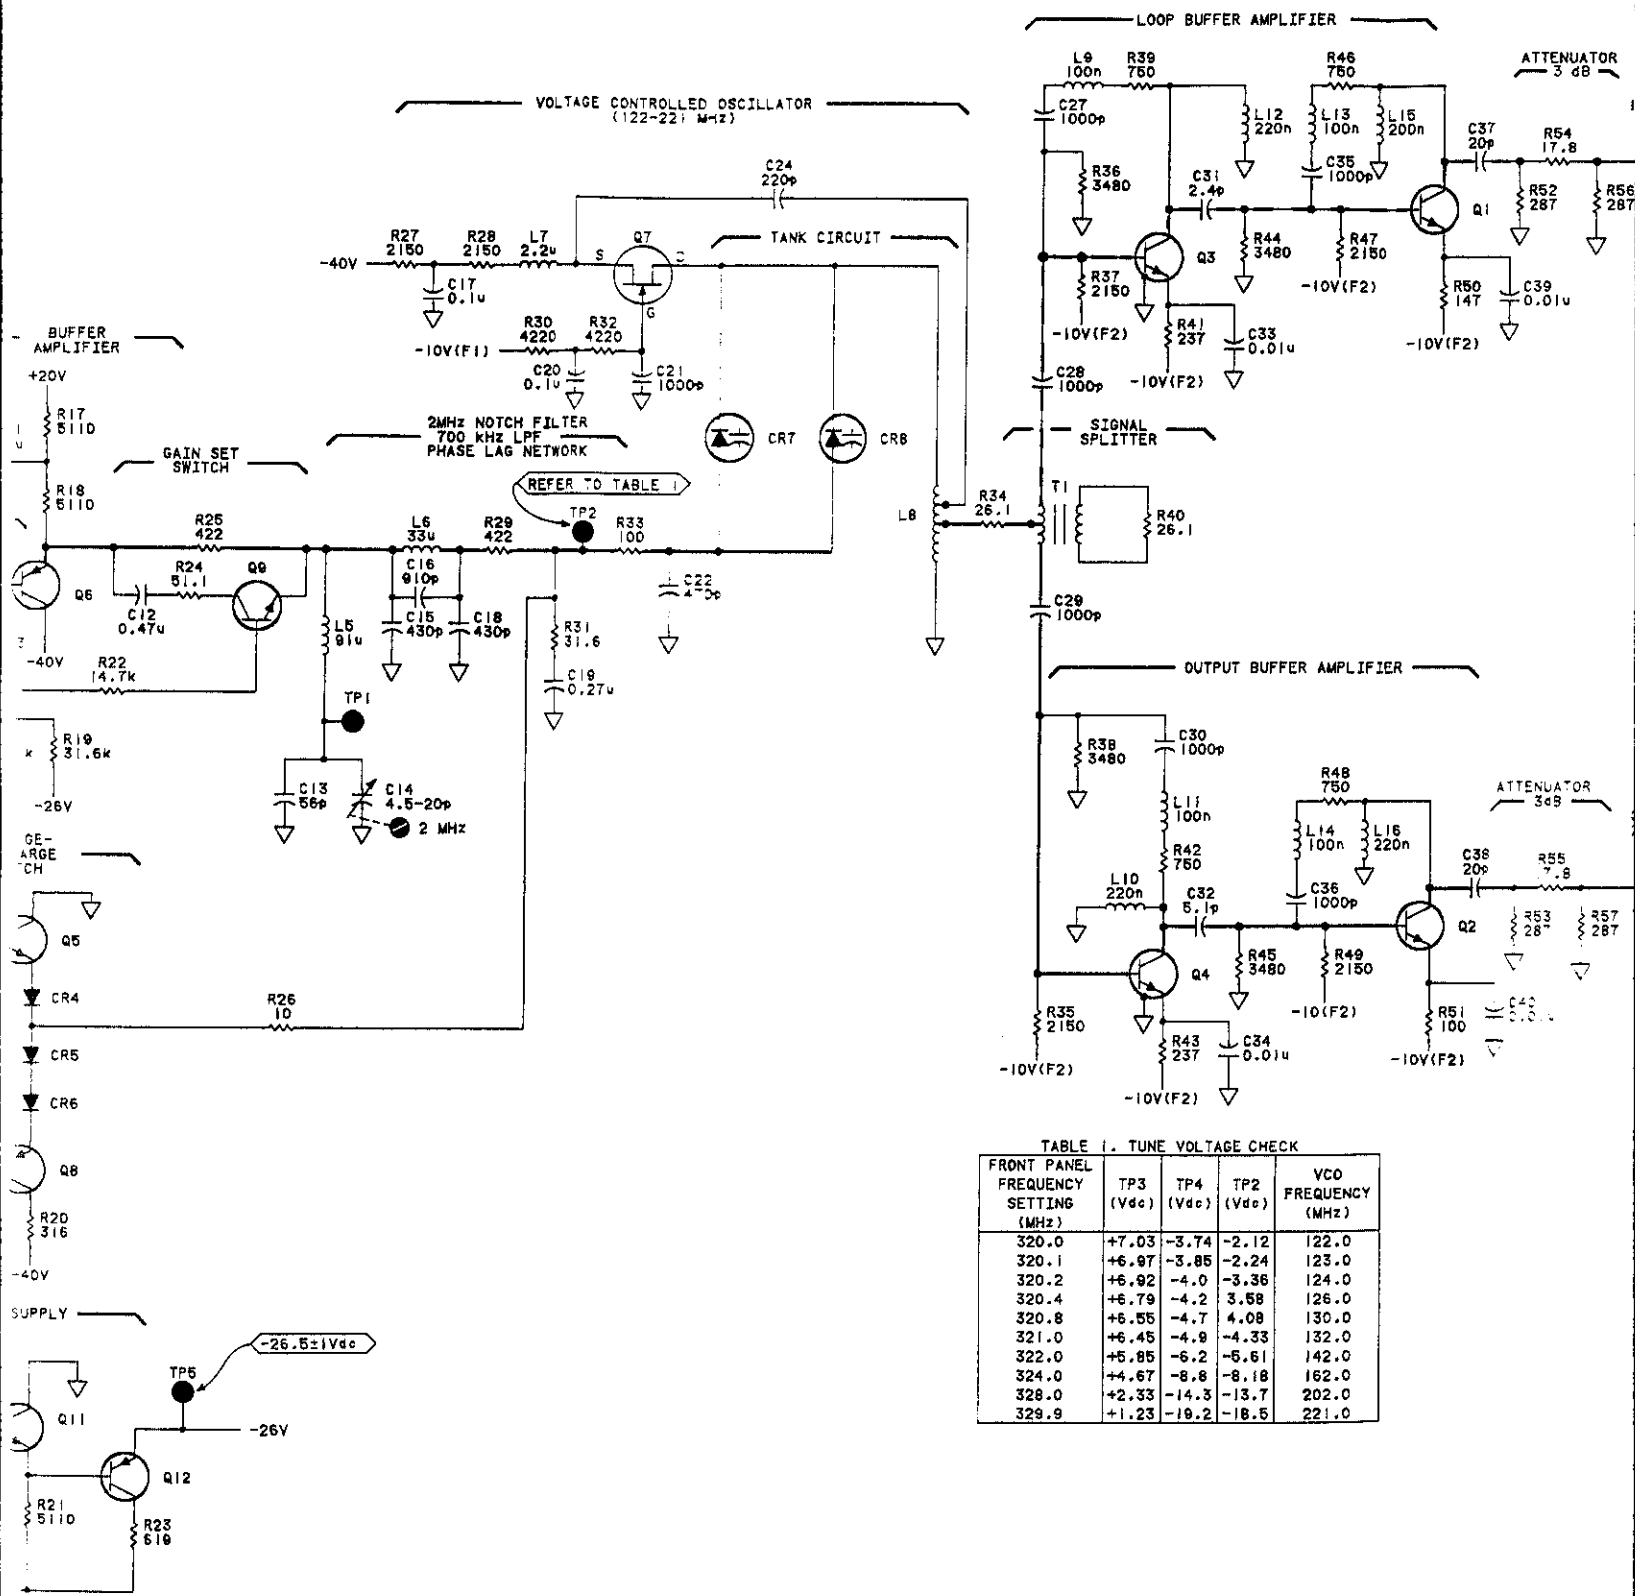 LOOP BUFFER AMPLIFIER
ATTENUATOR
3 dB
VOLTAGE CONTROLLED OSCILLATOR
(122-221 MHz)
L9
100n
R39
750
R46
750
C27
1000p
L12
220n
L13
100n
L15
200n
C37
20p
R54
17.8
C24
220p
R36
3480
C31
2.4p
C35
1000p
R52
287
R56
287
Q1
TANK CIRCUIT
R27
2150
R28
2150
L7
2.2u
Q7
-40V
S
G
C17
0.1u
Q3
R44
3480
R47
2150
R37
2150
-10V(F2)
R50
147
C39
0.01u
R30
4220
R32
4220
-10V(F1)
C20
0.1u
C21
1000p
-10V(F2)
R41
237
C33
0.01u
-10V(F2)
-10V(F2)
C28
1000p
BUFFER
AMPLIFIER
+20V
R17
5110
R18
5110
GAIN SET
SWITCH
2MHz NOTCH FILTER
700 KHz LPF
PHASE LAG NETWORK
CR7
CR8
SIGNAL
SPLITTER
REFER TO TABLE 1
TP2
R25
422
L6
33u
R29
422
R33
100
L8
R34
26.1
T1
R40
26.1
Q6
R24
51.1
Q9
C12
0.47u
C16
910p
C15
430p
C18
430p
C22
L5
91u
R31
31.6
C29
1000p
-40V
R22
14.7k
C19
0.27u
TP1
OUTPUT BUFFER AMPLIFIER
R19
31.6k
-26V
C13
56p
C14
4.5-20p
2 MHz
R38
3480
C30
1000p
L11
100n
R42
750
R48
750
L14
100n
L16
220n
ATTENUATOR
3dB
C38
20p
R55
7.8
GE-
ARGE
CH
L10
220n
C32
5.1p
C36
1000p
R53
R57
287
Q2
Q5
CR4
CR5
CR6
Q8
R26
10
Q4
R45
3480
R49
2150
R35
2150
-10V(F2)
R43
237
C34
0.01u
-10V(F2)
-10(F2)
R51
100
-10V(F2)
R20
316
-40V
TABLE 1. TUNE VOLTAGE CHECK
FRONT PANEL FREQUENCY SETTING (MHz) TP3 (Vdc) TP4 (Vdc) TP2 (Vdc) VCO FREQUENCY (MHz)
320.0 +7.03 -3.74 -2.12 122.0
320.1 +6.97 -3.85 -2.24 123.0
320.2 +6.92 -4.0 -3.36 124.0
320.4 +6.79 -4.2 3.58 126.0
320.8 +6.55 -4.7 4.08 130.0
321.0 +6.45 -4.9 -4.33 132.0
322.0 +5.85 -6.2 -5.61 142.0
324.0 +4.67 -8.8 -8.18 162.0
328.0 +2.33 -14.3 -13.7 202.0
329.9 +1.23 -19.2 -18.5 221.0
SUPPLY
-26.5±1Vdc
TP5
-26V
Q11
Q12
R21
5110
R23
619